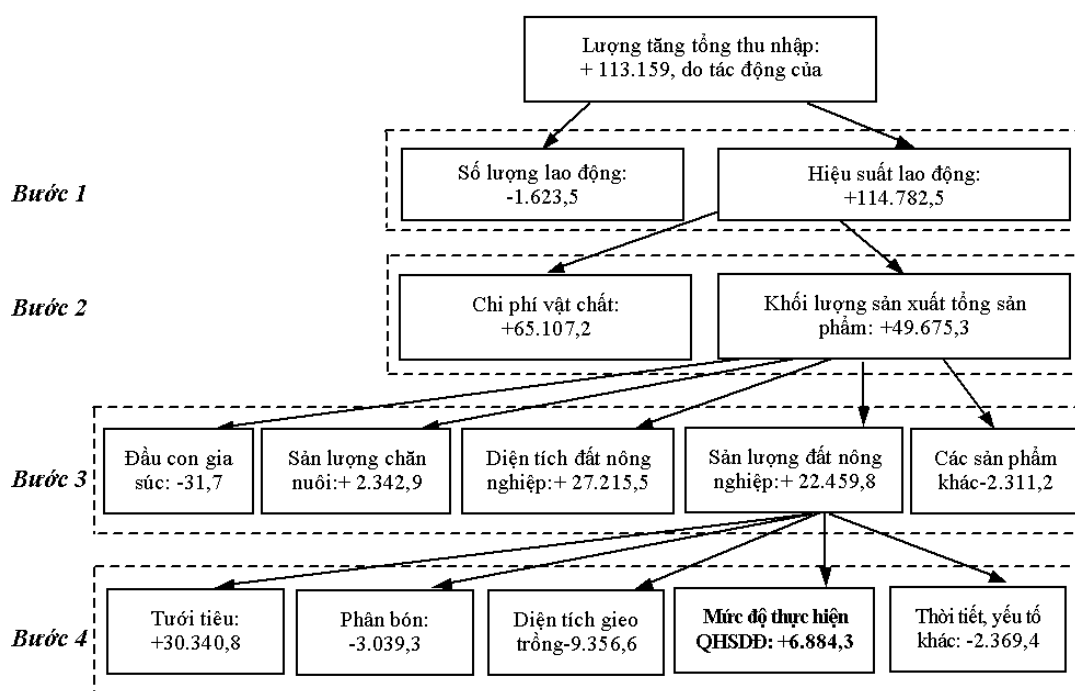 Lượng tăng tổng thu nhập:
+ 113.159, do tác động của
Bước 1
Số lượng lao động:
-1.623,5
Hiệu suất lao động:
+114.782,5
Bước 2
Chi phí vật chất:
+65.107,2
Khối lượng sản xuất tổng sản
phẩm: +49.675,3
Bước 3
Đầu con gia
súc: -31,7
Sản lượng chăn
nuôi:+ 2.342,9
Diện tích đất nông
nghiệp:+ 27.215,5
Sản lượng đất nông
nghiệp:+ 22.459,8
Các sản phẩm
khác-2.311,2
Bước 4
Tưới tiêu:
+30.340,8
Phân bón:
-3.039,3
Diện tích gieo
trồng-9.356,6
Mức độ thực hiện
QHSDĐ: +6.884,3
Thời tiết, yếu tố
khác: -2.369,4